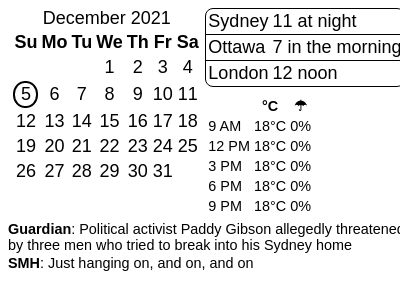 December 2021
Su Mo Tu We Th Fr Sa
1 2 3 4
5 6 7 8 9 10 11
12 13 14 15 16 17 18
19 20 21 22 23 24 25
26 27 28 29 30 31
Sydney 11 at night
Ottawa 7 in the morning
London 12 noon
°C ☂
9 AM 18°C 0%
12 PM 18°C 0%
3 PM 18°C 0%
6 PM 18°C 0%
9 PM 18°C 0%
Guardian: Political activist Paddy Gibson allegedly threatened
by three men who tried to break into his Sydney home
SMH: Just hanging on, and on, and on